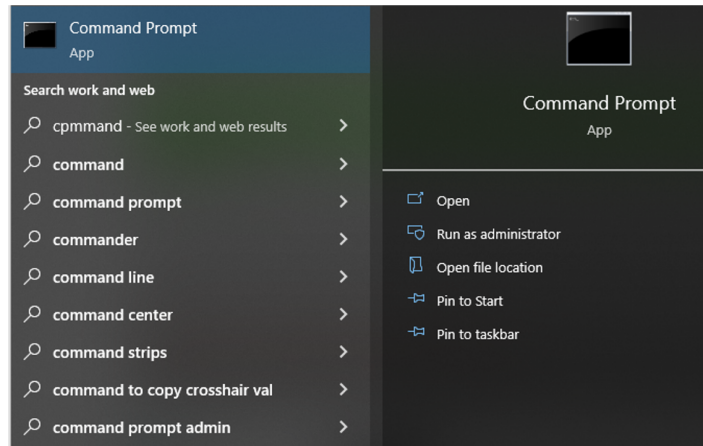 Command Prompt
App
Search work and web
cpmmand - See work and web results
command
command prompt
commander
command line
command center
command strips
command to copy crosshair val
command prompt admin
Command Prompt
App
Open
Run as administrator
Open file location
Pin to Start
Pin to taskbar